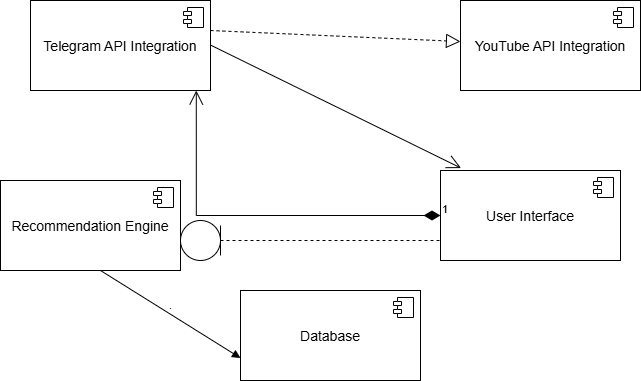 Telegram API Integration
YouTube API Integration
Recommendation Engine
1
User Interface
Database